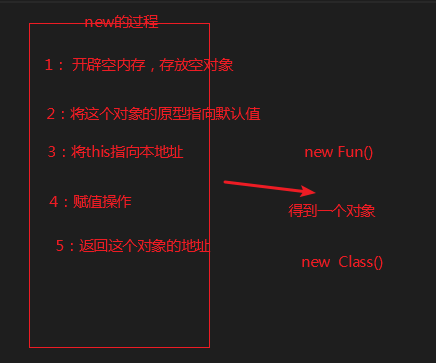 new的过程
1： 开辟空内存，存放空对象
2：将这个对象的原型指向默认值
3：将this指向本地址
4：赋值操作
5：返回这个对象的地址
new Fun()
得到一个对象
new Class()